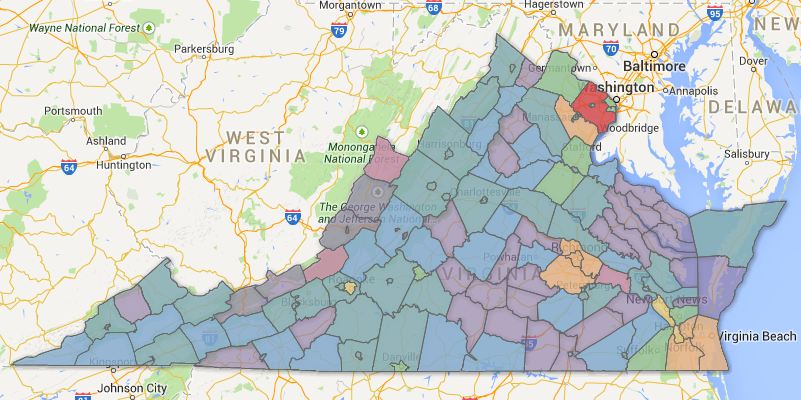 Morgantown
68
Hagerstown
95
Wayne National Forest
79
MARYLAND
NEW
Parkersburg
70
Germantown
Baltimore
Dover
Washington
Annapolis
Portsmouth
Manassas
DELAWA
WEST
VIRGINIA
Ashland
Monongahela
National Forest
Harrisonburg
Woodbridge
Stafford
Salisbury
64
Huntington
Charlottesville
The George Washington
and Jefferson National
64
Powhatan
Richmond
VIRGINIA
Roanoke
Petersburg
Blacksburg
Newport News
Hampton
Virginia Beach
Norfolk
Suffolk
Danville
Kingsport
Johnson City